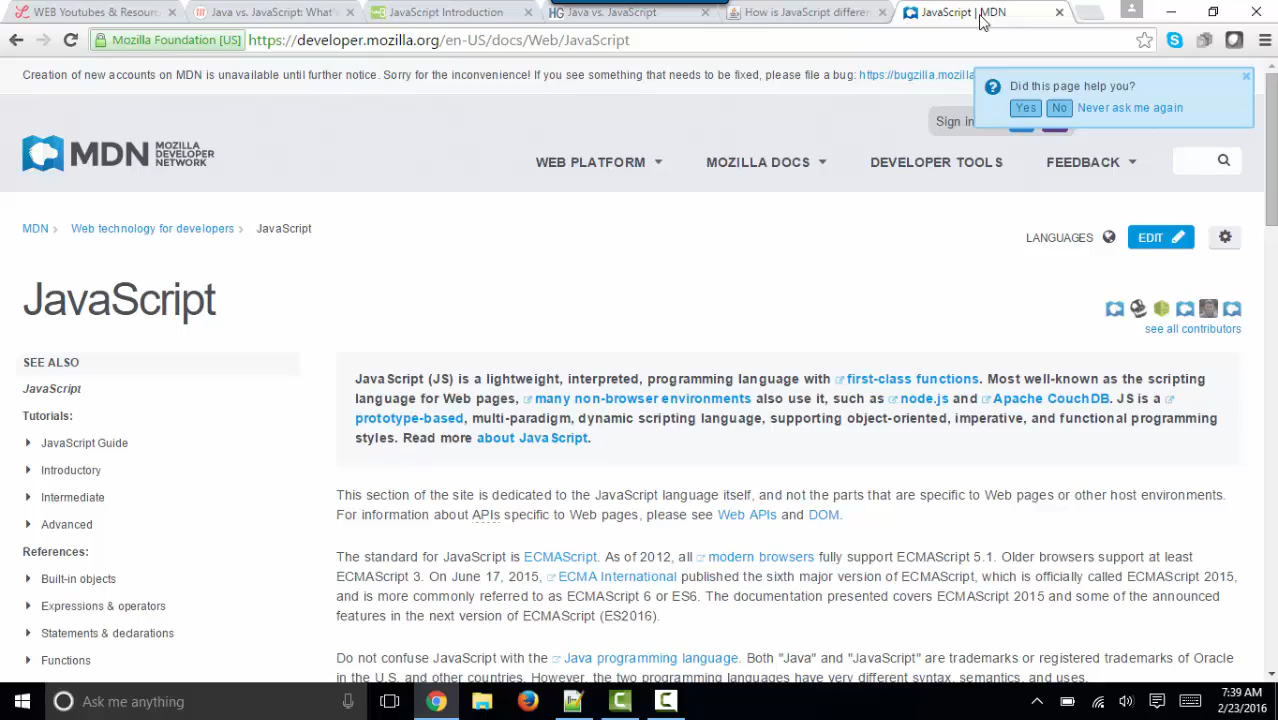 WEB Youtubes & Resourc
Java vs. JavaScript: What'
JavaScript Introduction
Java vs. JavaScript
How is JavaScript differen
JavaScript | MDN
Mozilla Foundation [US]
https://developer.mozilla.org/en-US/docs/Web/JavaScript
Creation of new accounts on MDN is unavailable until further notice. Sorry for the inconvenience! If you see something that needs to be fixed, please file a bug: https://bugzilla.mozilla
Did this page help you?
Yes No Never ask me again
Sign in
MDN MOZILLA DEVELOPER NETWORK
WEB PLATFORM
MOZILLA DOCS
DEVELOPER TOOLS
FEEDBACK
MDN
Web technology for developers
JavaScript
LANGUAGES
EDIT
JavaScript
see all contributors
SEE ALSO
JavaScript
Tutorials:
JavaScript Guide
Introductory
Intermediate
Advanced
References:
Built-in objects
Expressions & operators
Statements & declarations
Functions
JavaScript (JS) is a lightweight, interpreted, programming language with first-class functions. Most well-known as the scripting
language for Web pages, many non-browser environments also use it, such as node.js and Apache CouchDB. JS is a
prototype-based, multi-paradigm, dynamic scripting language, supporting object-oriented, imperative, and functional programming
styles. Read more about JavaScript.
This section of the site is dedicated to the JavaScript language itself, and not the parts that are specific to Web pages or other host environments.
For information about APIs specific to Web pages, please see Web APIs and DOM.
The standard for JavaScript is ECMAScript. As of 2012, all modern browsers fully support ECMAScript 5.1. Older browsers support at least
ECMAScript 3. On June 17, 2015, ECMA International published the sixth major version of ECMAScript, which is officially called ECMAScript 2015,
and is more commonly referred to as ECMAScript 6 or ES6. The documentation presented covers ECMAScript 2015 and some of the announced
features in the next version of ECMAScript (ES2016).
Do not confuse JavaScript with the Java programming language. Both "Java" and "JavaScript" are trademarks or registered trademarks of Oracle
in the U.S. and other countries. However, the two programming languages have very different syntax, semantics, and uses.
Ask me anything
7:39 AM
2/23/2016